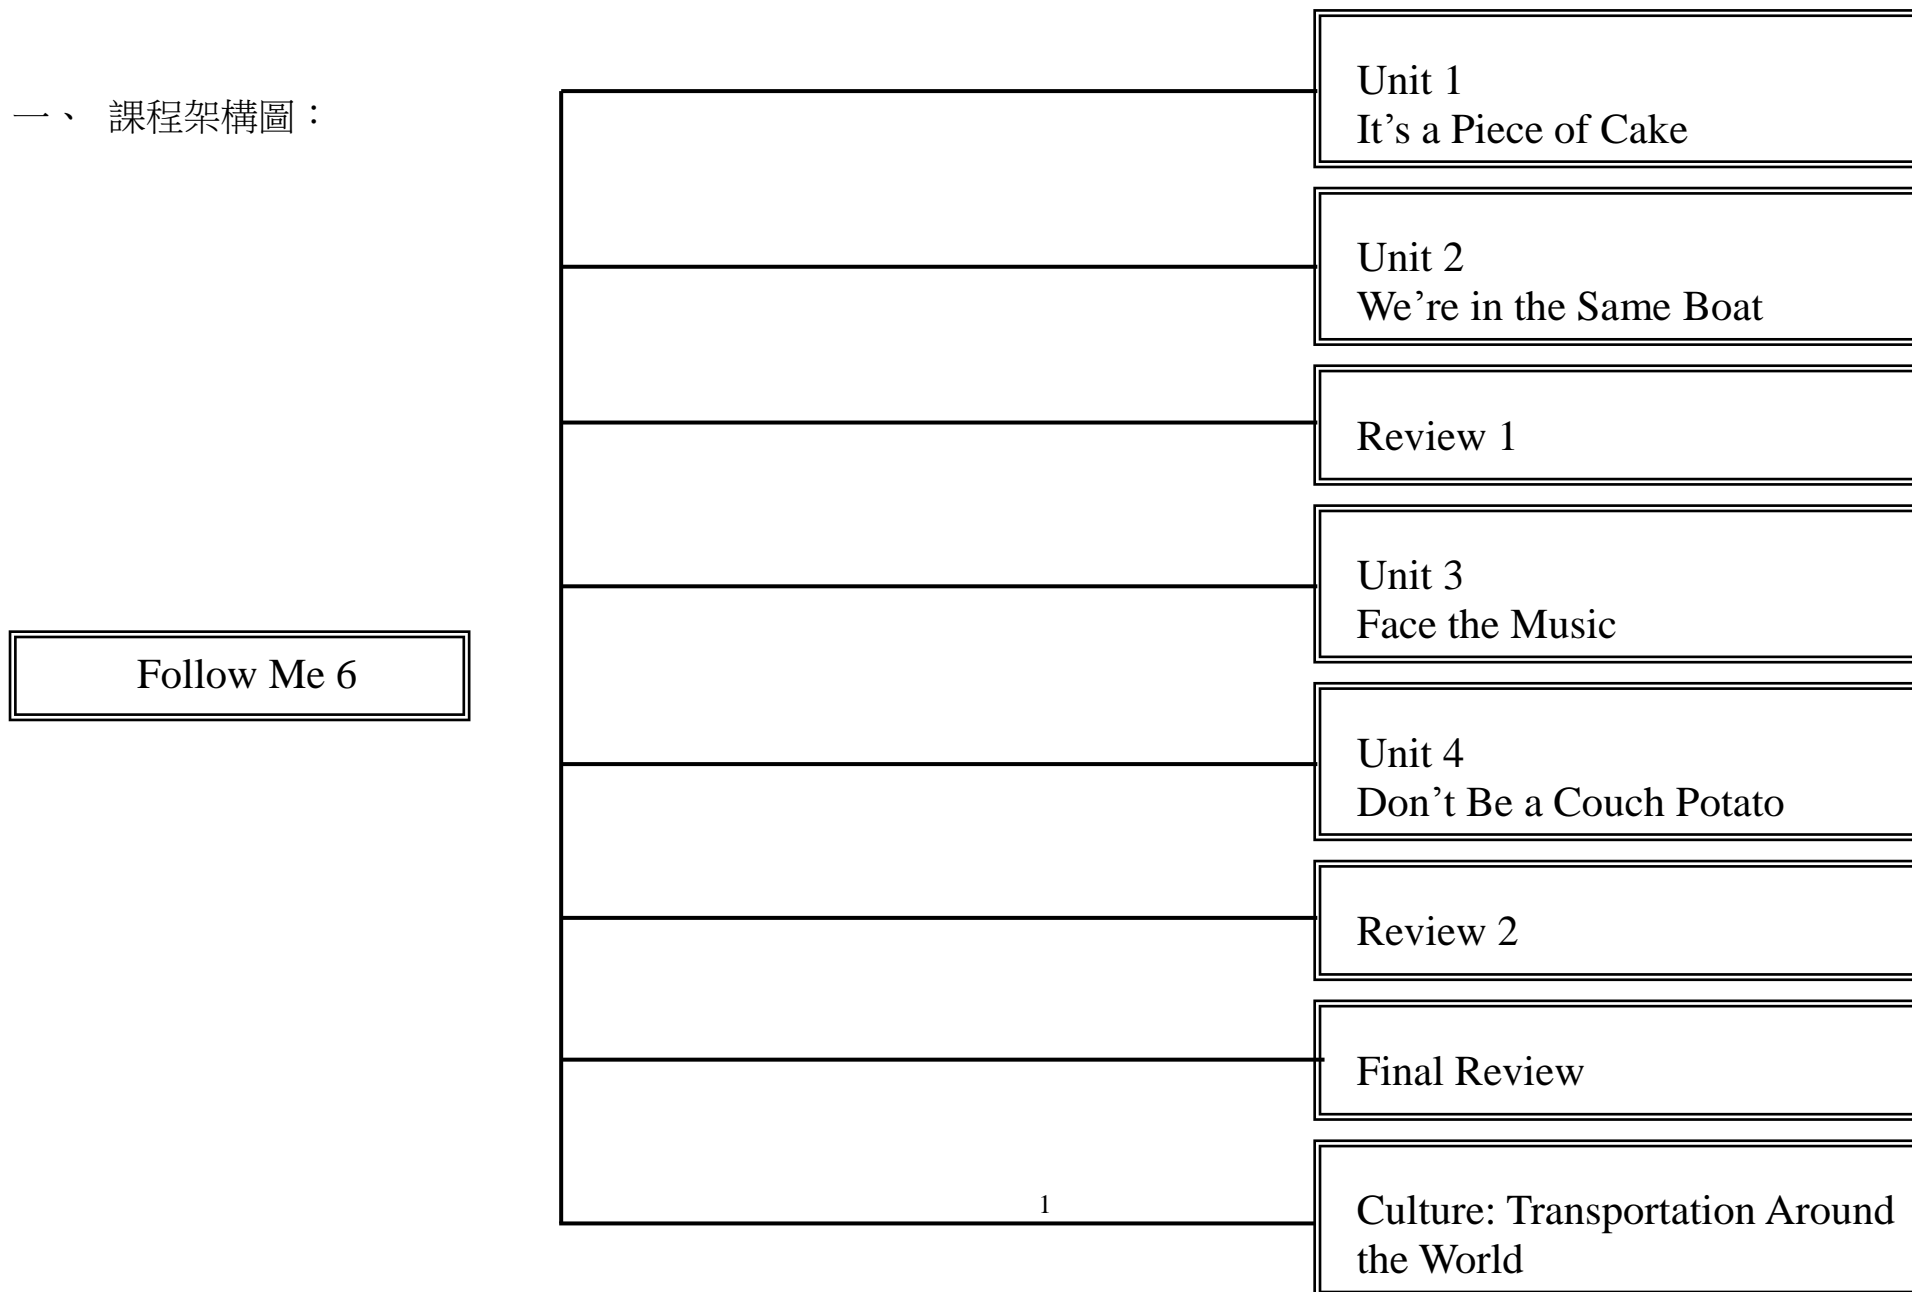 一、 課程架構圖：
Follow Me 6
Unit 1
It’s a Piece of Cake
Unit 2
We’re in the Same Boat
Review 1
Unit 3
Face the Music
Unit 4
Don’t Be a Couch Potato
Review 2
Final Review
Culture: Transportation Around
the World
1